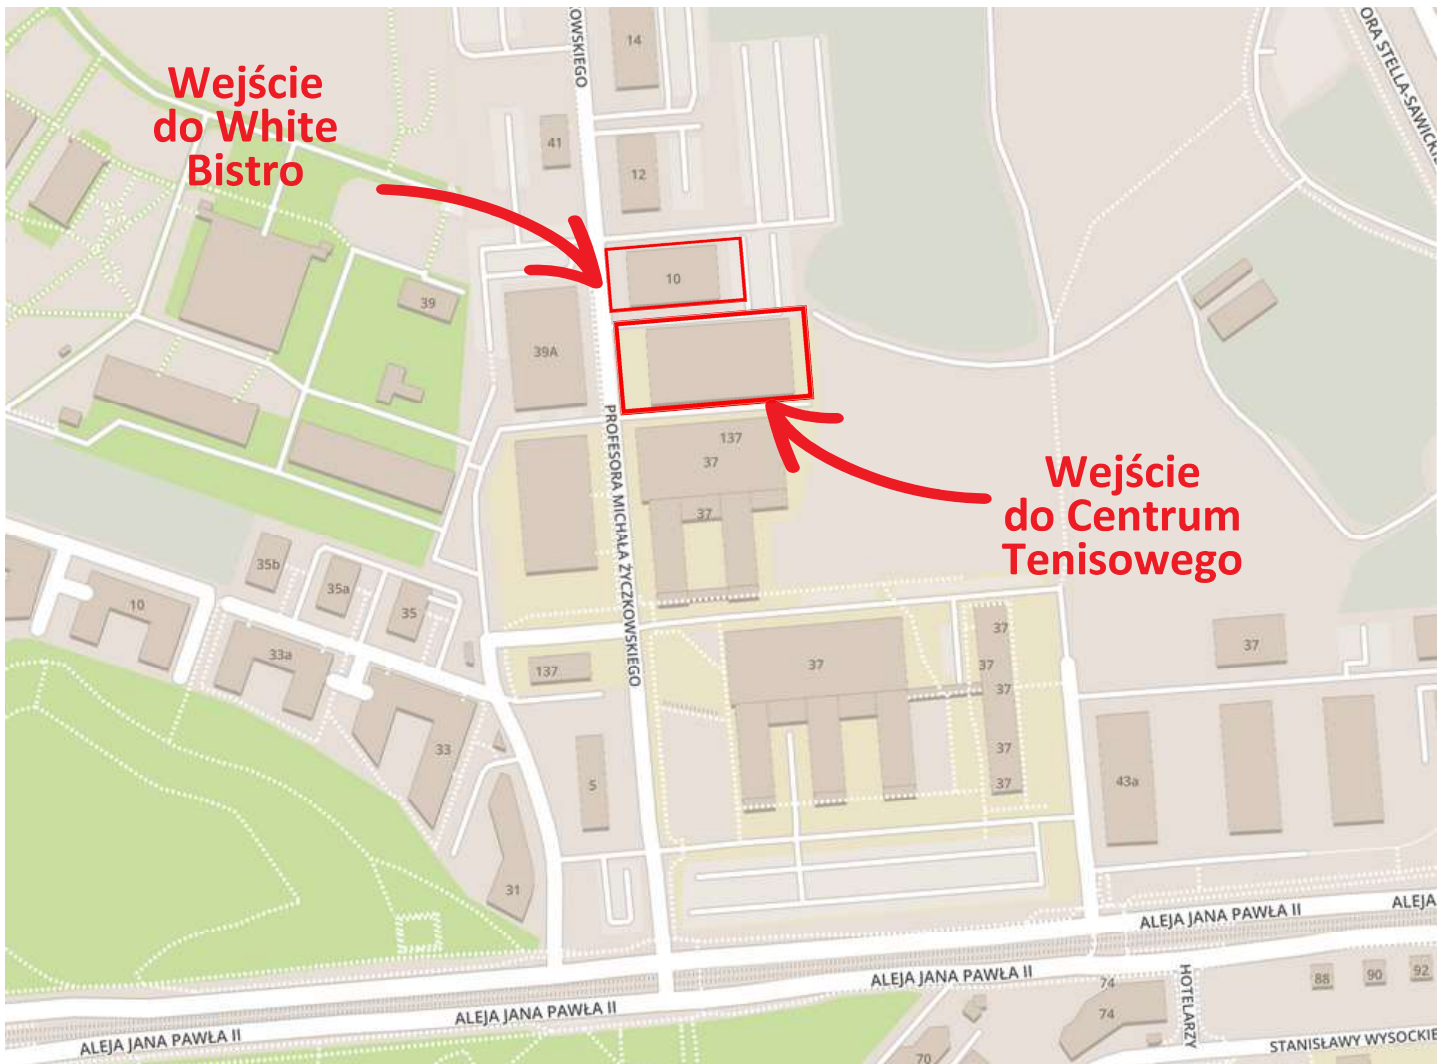 OWSKIEGO
14
ORA STELLA-SAWICKI
Wejście
do White
Bistro
41
12
10
39
39A
137
37
37
PROFESORA MICHAŁA ŻYCZKOWSKIEGO
Wejście
do Centrum
Tenisowego
35b
35a
35
10
33a
137
37
37
37
37
37
37
37
33
5
43a
31
ALEJA JANA PAWŁA II
ALEJA
ALEJA JANA PAWŁA II
ALEJA JANA PAWŁA II
ALEJA JANA PAWŁA II
HOTELARZY
74
74
70
88
90
92
STANISŁAWY WYSOCKIE